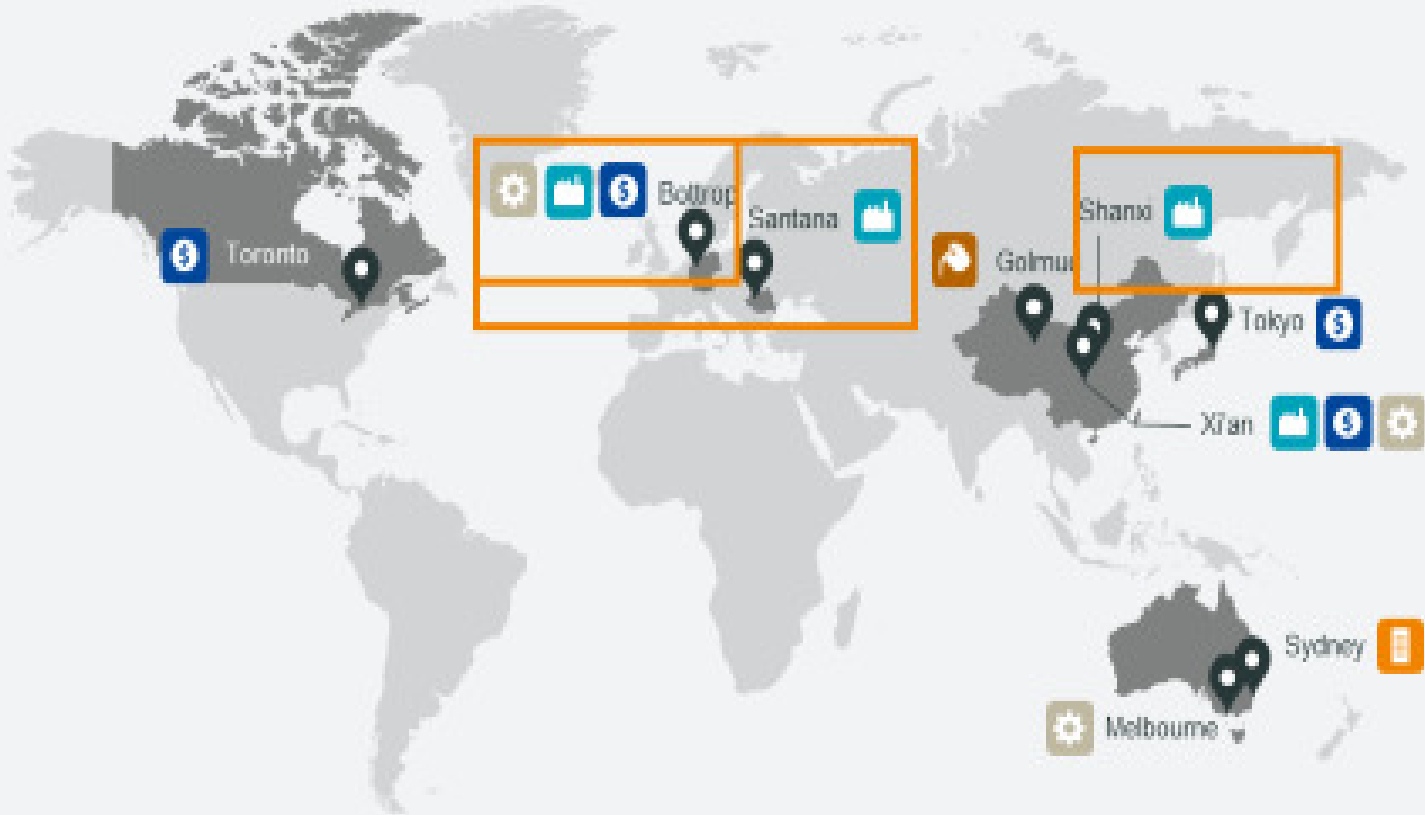 Bottrop
Santana
Shanxi
Toronto
Golmud
Tokyo
Xi'an
Sydney
Melbourne